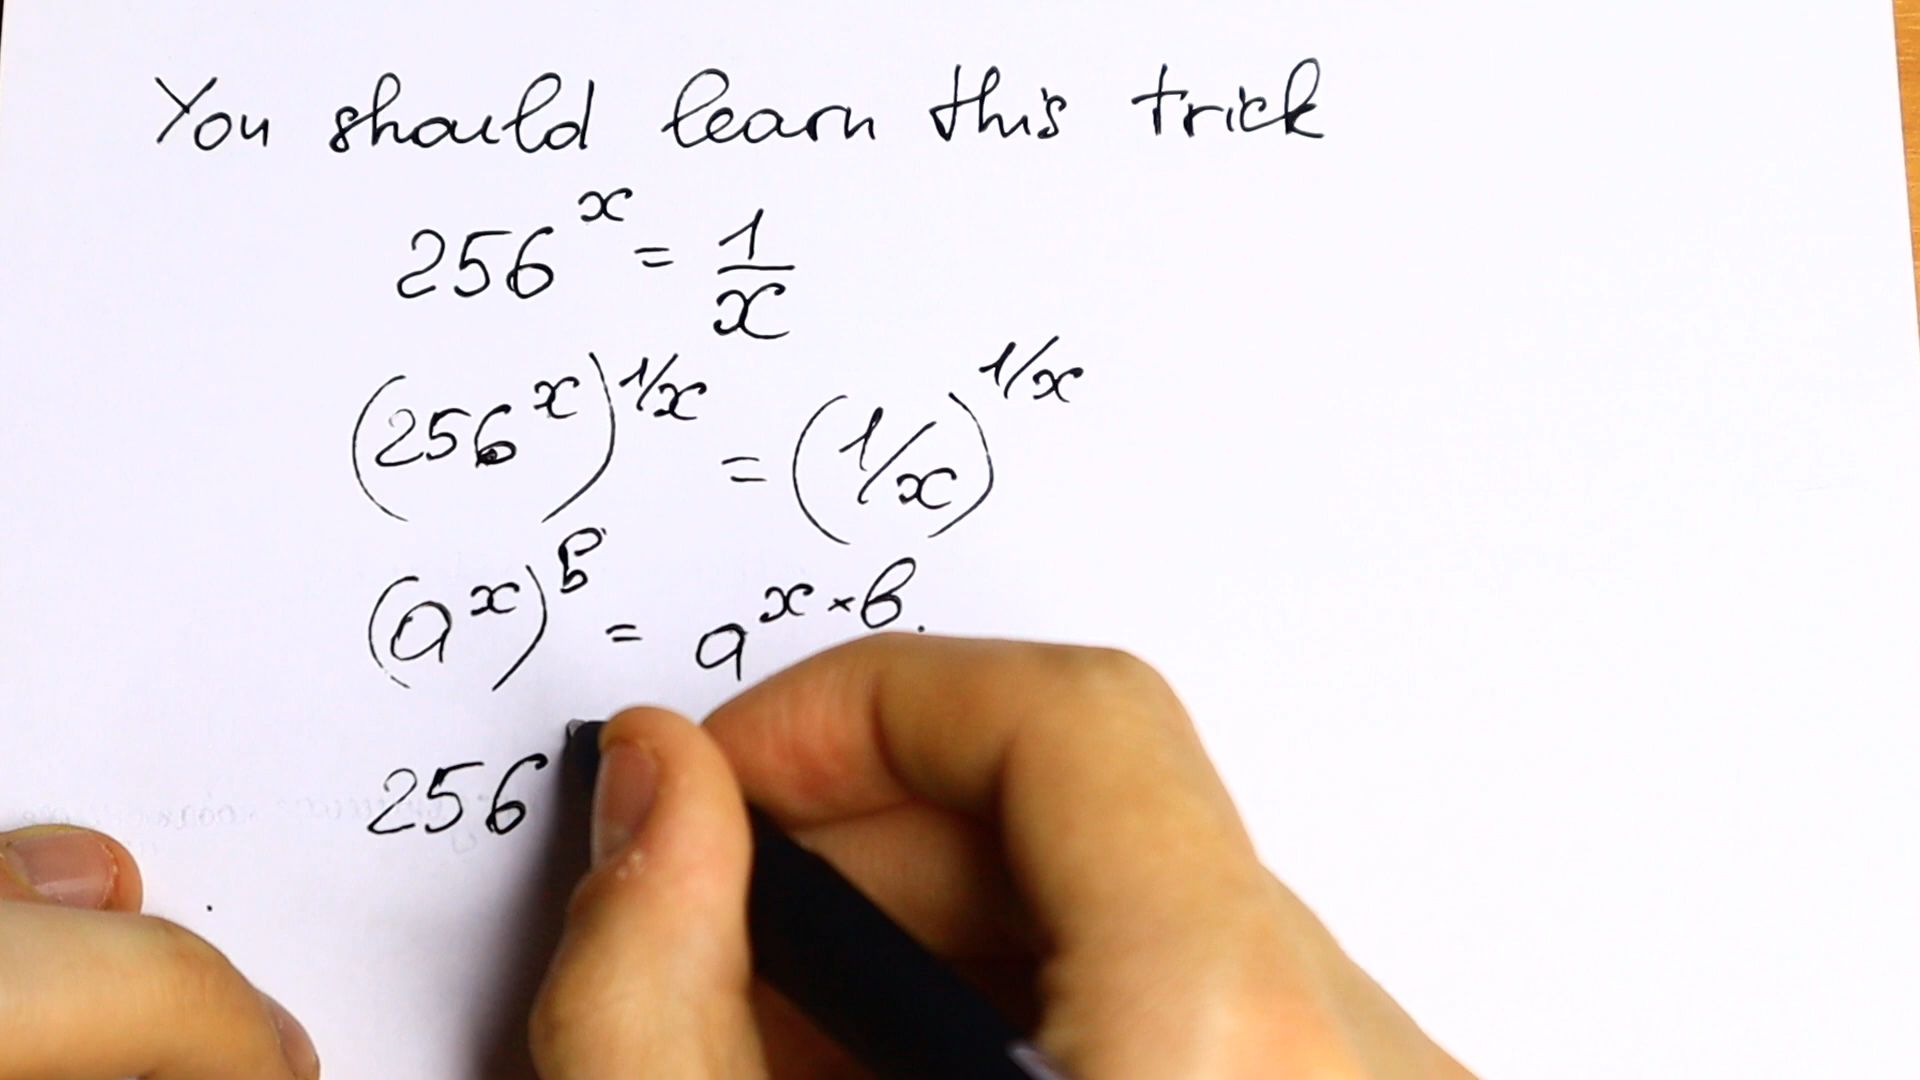 You should learn this trick
256^x = 1/x
(256^x)^1/x = (1/x)^1/x
(a^x)^b = a^x×b.
256